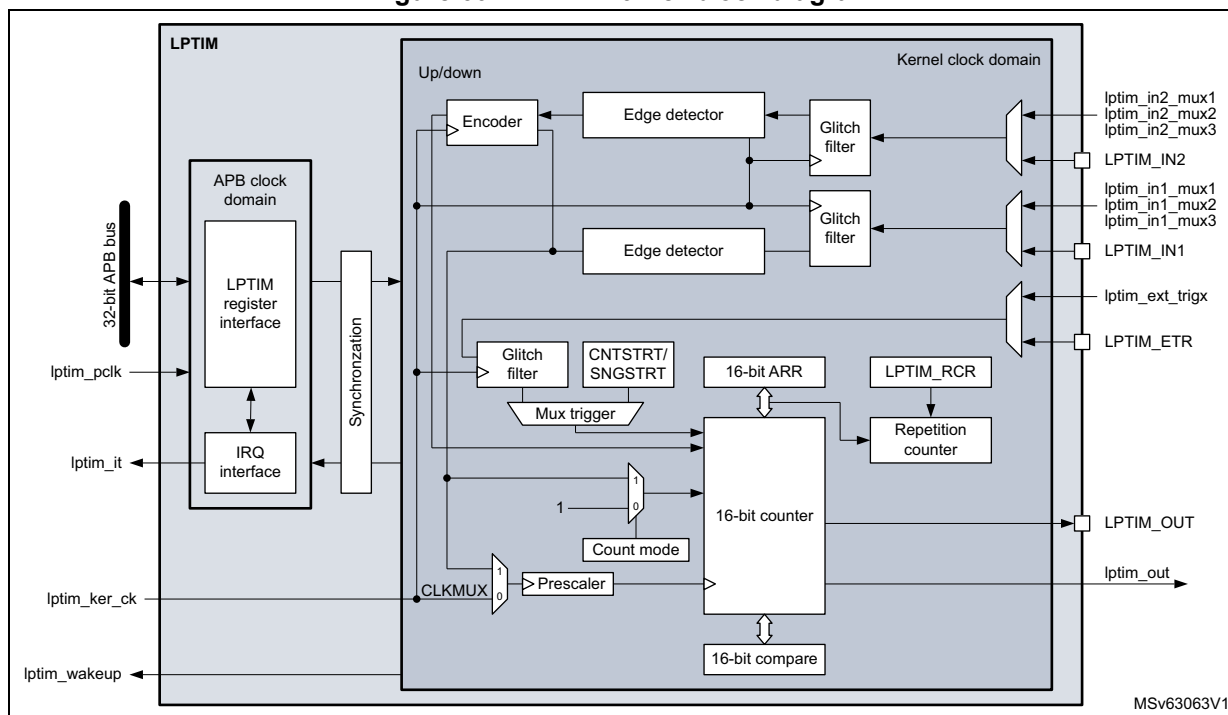 LPTIM
Kernel clock domain
Up/down
lptim_in2_mux1
lptim_in2_mux2
lptim_in2_mux3
LPTIM_IN2
Encoder
Edge detector
Glitch
filter
APB clock
domain
lptim_in1_mux1
lptim_in1_mux2
lptim_in1_mux3
LPTIM_IN1
Glitch
filter
Edge detector
32-bit APB bus
LPTIM
register
interface
Synchronzation
lptim_ext_trigx
LPTIM_ETR
lptim_pclk
Glitch
filter
CNTSTRT/
SNGSTRT
16-bit ARR
LPTIM_RCR
Mux trigger
Repetition
counter
lptim_it
IRQ
interface
1
0
1
16-bit counter
LPTIM_OUT
Count mode
1
0
CLKMUX
Prescaler
lptim_out
lptim_ker_ck
16-bit compare
lptim_wakeup
MSv63063V1